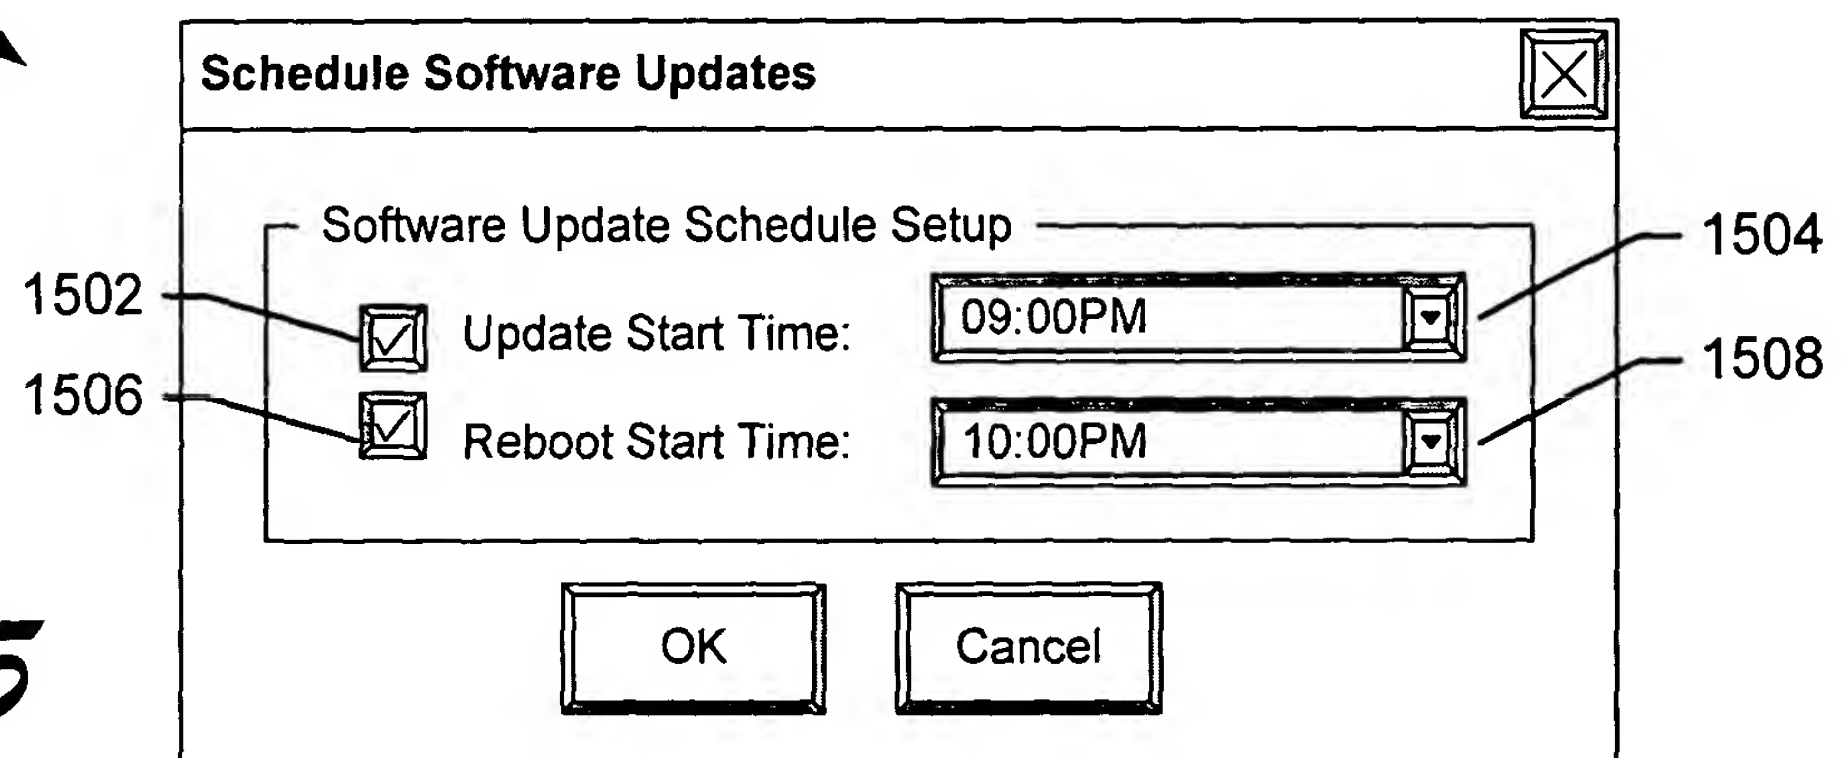 Schedule Software Updates
Software Update Schedule Setup
1504
1502
Update Start Time: 09:00PM
1508
1506
Reboot Start Time: 10:00PM
OK Cancel